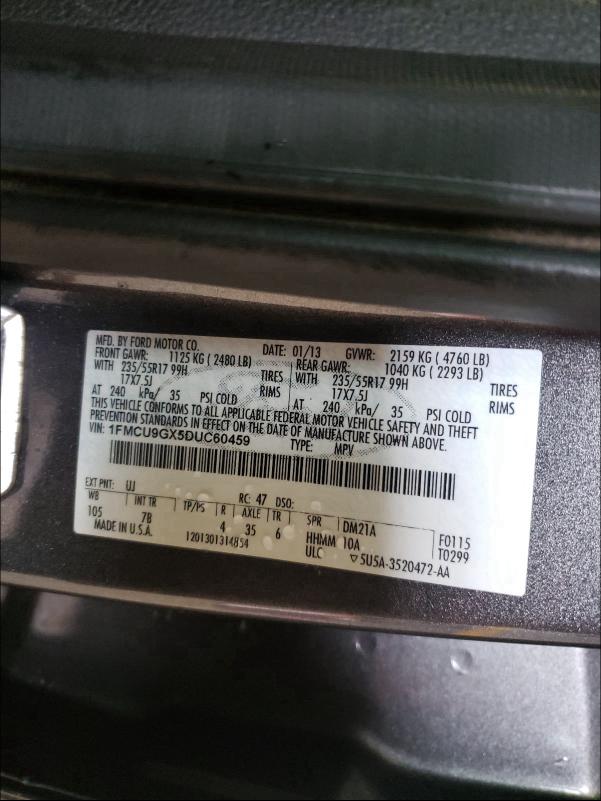 MFD. BY FORD MOTOR CO. DATE: 01/13 GVWR: 2159 KG ( 4760 LB)
FRONT GAWR: 1125 KG ( 2480 LB) REAR GAWR: 1040 KG ( 2293 LB)
WITH 235/55R17 99H TIRES WITH 235/55R17 99H TIRES
17X7.5J RIMS 17X7.5J RIMS
AT 240 kPa/ 35 PSI COLD AT 240 kPa/ 35 PSI COLD
THIS VEHICLE CONFORMS TO ALL APPLICABLE FEDERAL MOTOR VEHICLE SAFETY AND THEFT
PREVENTION STANDARDS IN EFFECT ON THE DATE OF MANUFACTURE SHOWN ABOVE.
VIN: 1FMCU9GX5DUC60459 TYPE: MPV
EXT PNT: UJ RC: 47 DSO:
WB INT TR TP/PS R AXLE TR SPR DM21A F0115
105 7B 4 35 6 HHMM 10A T0299
MADE IN U.S.A. 1201301314854 ULC ▽5U5A-3520472-AA